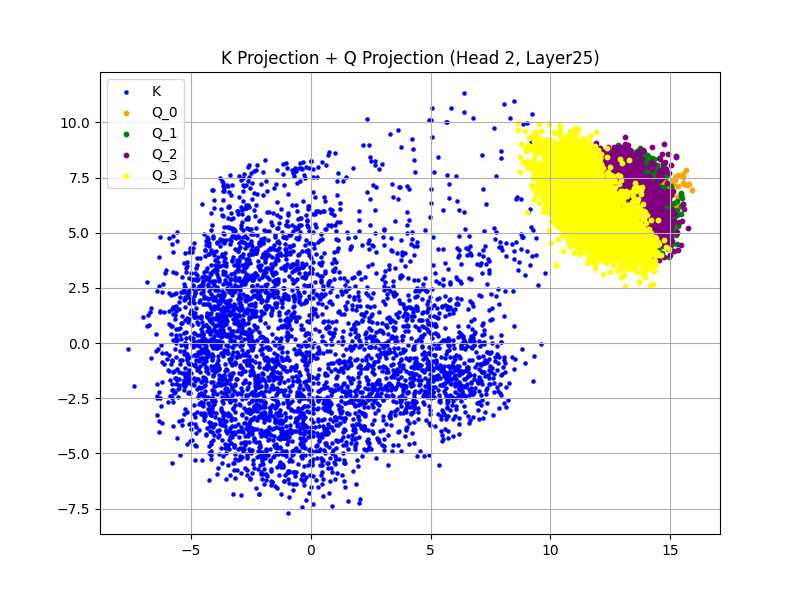 K Projection + Q Projection (Head 2, Layer25)
K
Q_0
Q_1
Q_2
Q_3
10.0
7.5
5.0
2.5
0.0
−2.5
−5.0
−7.5
−5
0
5
10
15